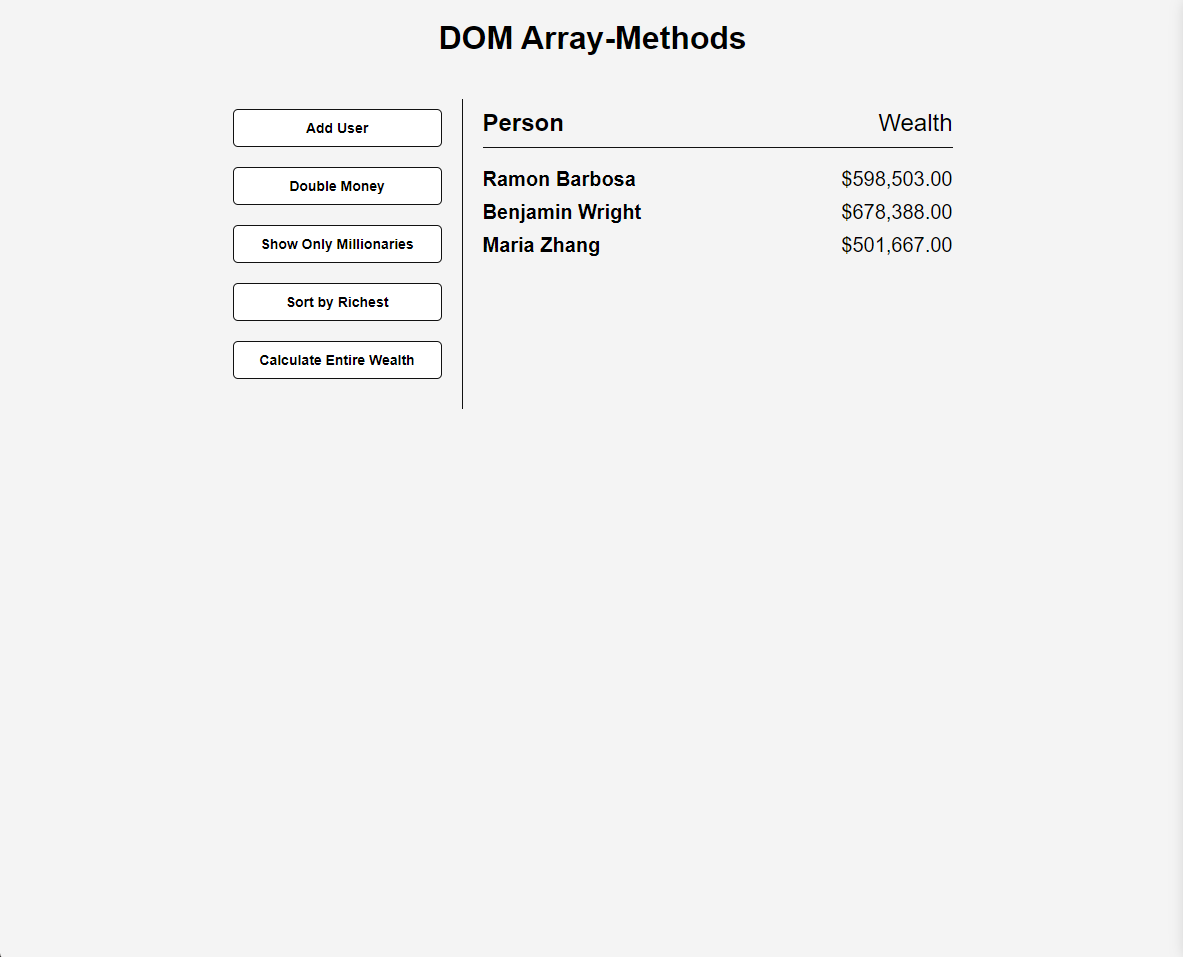 DOM Array-Methods
Add User
Double Money
Show Only Millionaries
Sort by Richest
Calculate Entire Wealth
Person Wealth
Ramon Barbosa $598,503.00
Benjamin Wright $678,388.00
Maria Zhang $501,667.00